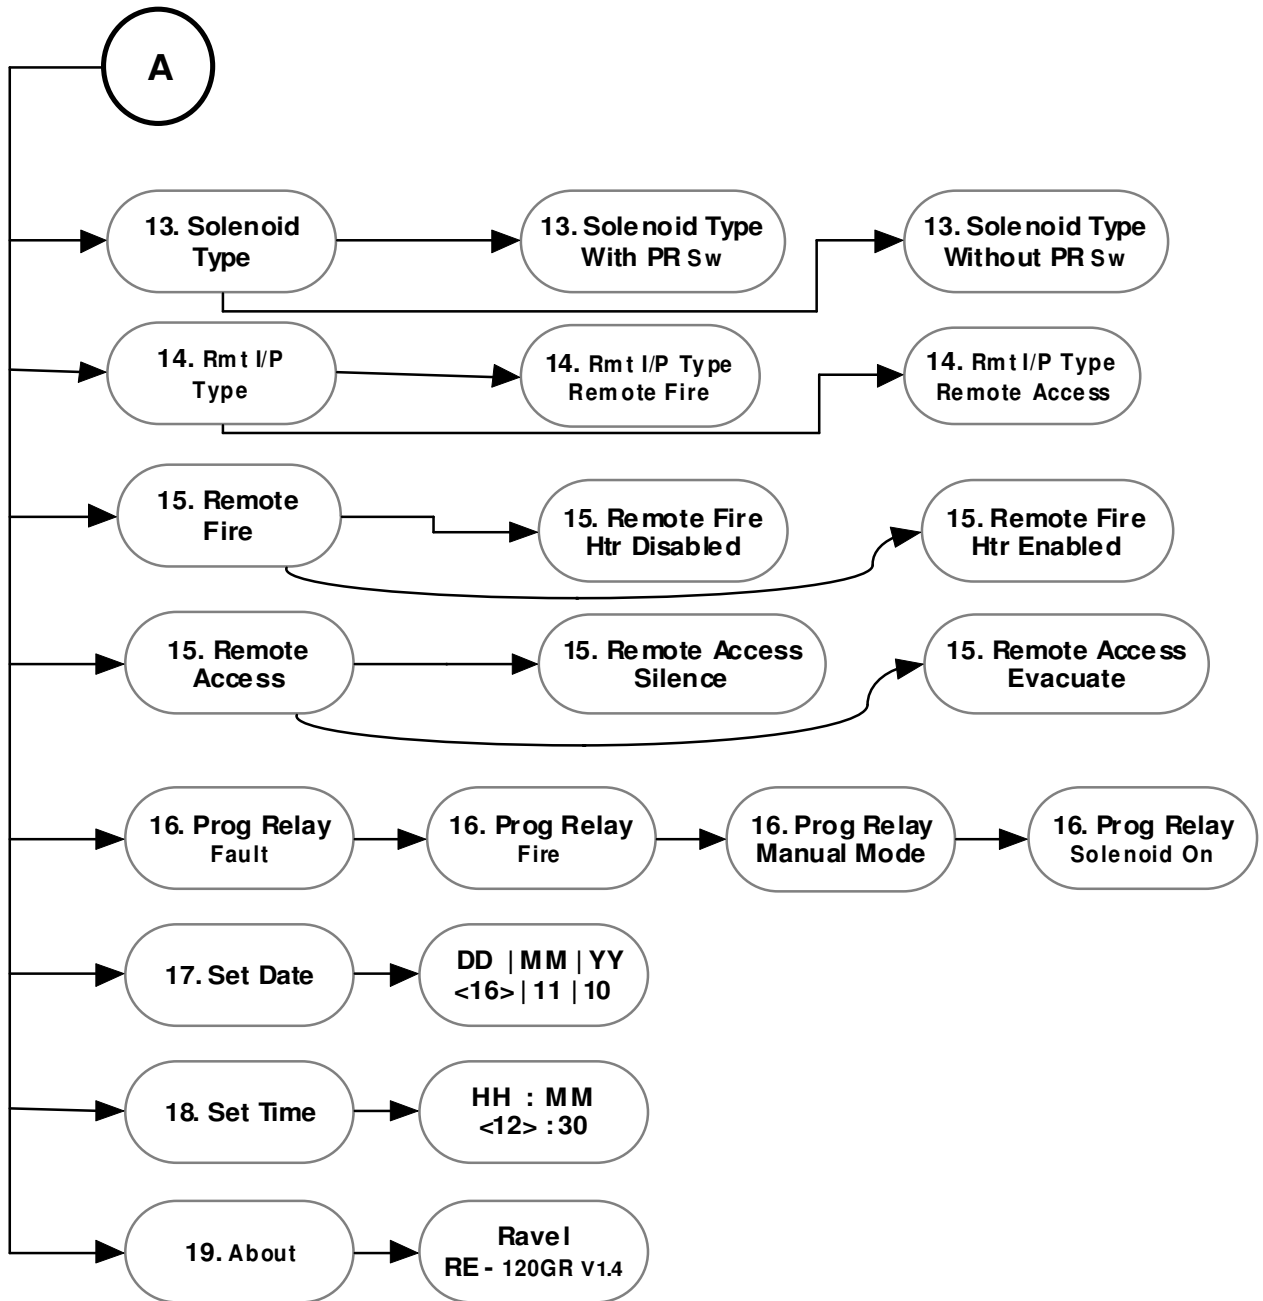 A
13. Solenoid
Type
13. Solenoid Type
With PR Sw
13. Solenoid Type
Without PR Sw
14. Rmt I/P
Type
14. Rmt I/P Type
Remote Fire
14. Rmt I/P Type
Remote Access
15. Remote
Fire
15. Remote Fire
Htr Disabled
15. Remote Fire
Htr Enabled
15. Remote
Access
15. Remote Access
Silence
15. Remote Access
Evacuate
16. Prog Relay
Fault
16. Prog Relay
Fire
16. Prog Relay
Manual Mode
16. Prog Relay
Solenoid On
17. Set Date
DD | MM | YY
<16> | 11 | 10
18. Set Time
HH : MM
<12> : 30
19. About
Ravel
RE - 120GR V1.4